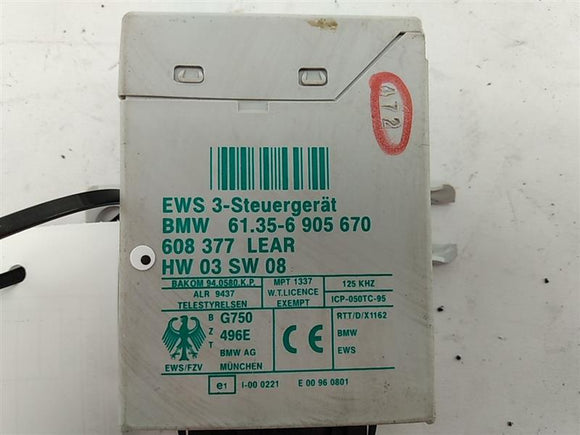 472
EWS 3-Steuergerät
BMW 61.35-6 905 670
608 377 LEAR
HW 03 SW 08
BAKOM 94.0580.K.P.
ALR 9437
TELESTYRELSEN
MPT 1337
W.T.LICENCE
EXEMPT
125 KHZ
ICP-050TC-95
RTT/D/X1162
BMW
EWS
EWS/FZV
B
Z
T
G750
496E
BMW AG
MÜNCHEN
CE
e1
I-00 0221
E 00 96 0801